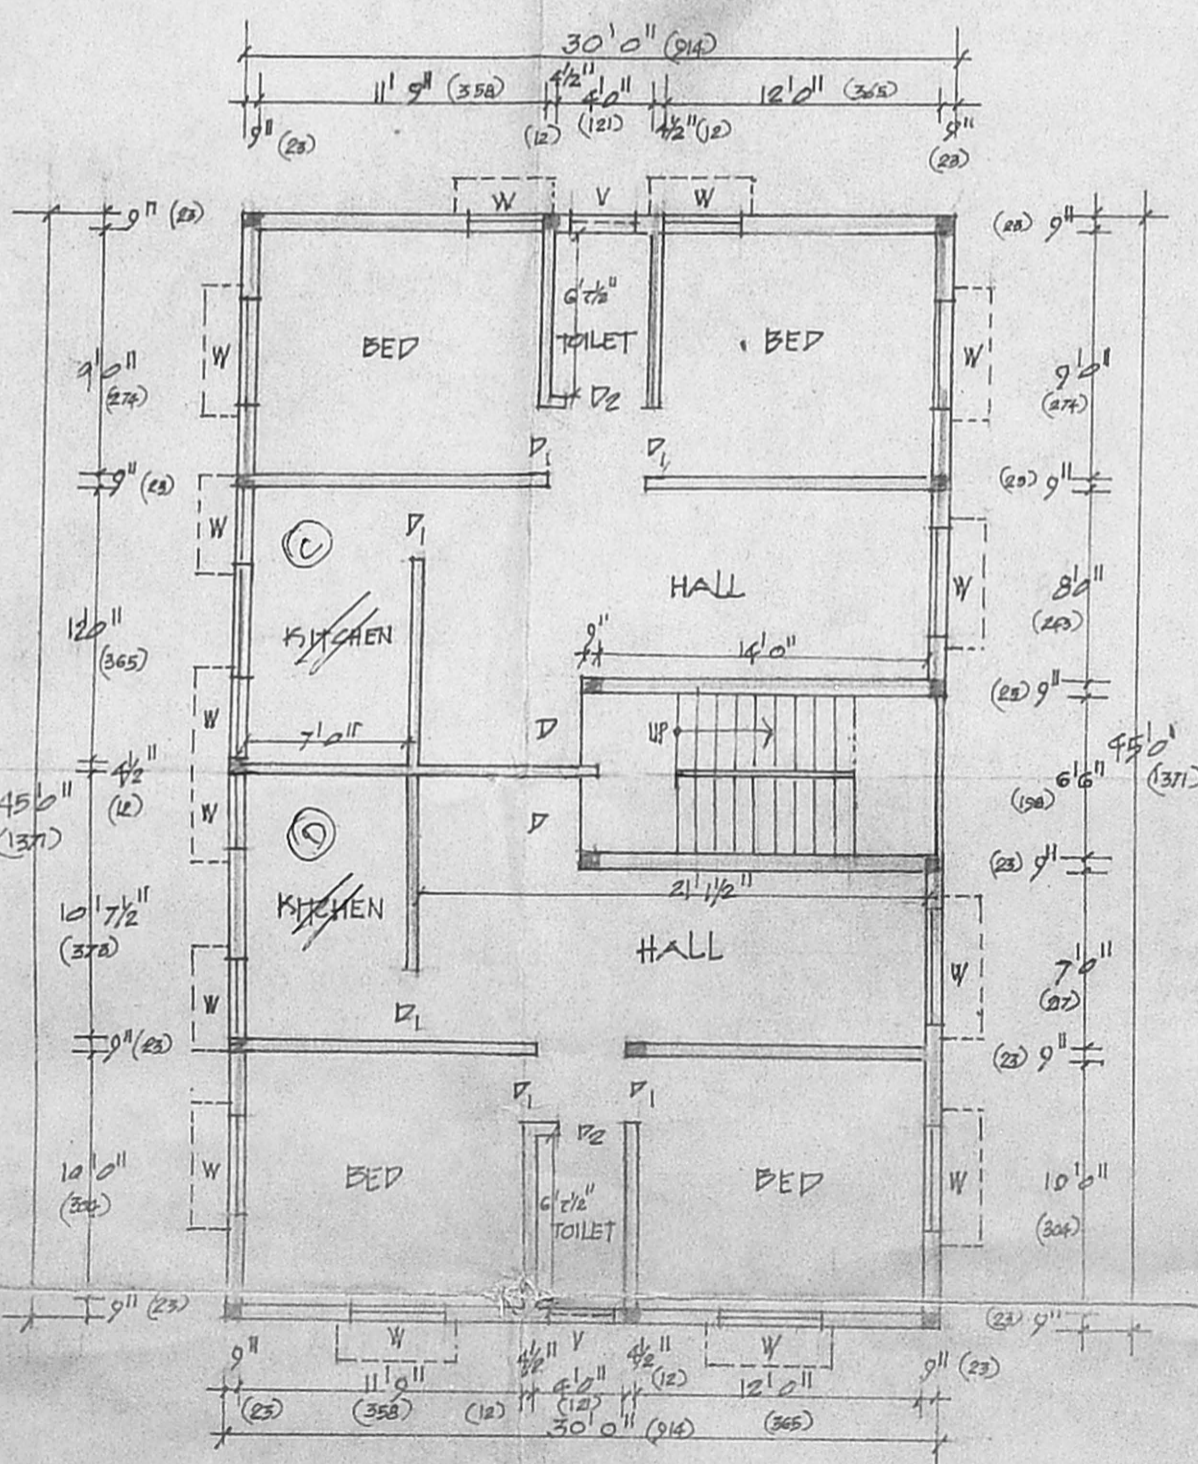 30'0" (914)
11'9" (358) 4½" 4'0" 12'0" (365)
9" (23) (12) (121) 4½" (12) 9" (23)
W V W
9" (23) (23) 9"
6'7½"
W BED TOILET BED W
9'0" (274) 9'0" (274)
D2
D1 D1
9" (23) (23) 9"
W D1
C
HALL W 8'0" (243)
12'0" (365) KITCHEN 9" 14'0"
(23) 9"
W 7'0" D UP
4½" (12) 45'0" (1371)
45'0" (1371) W 6'6" (198)
D D
(23) 9"
21'1½"
10'7½" KITCHEN
HALL W 7'0" (217)
W D1
9" (23) (23) 9"
D1 D1
D2
10'0" W BED 6'7½" BED W 10'0"
TOILET (304)
9" (23) (23) 9"
W V W
9" 4½" 4½" 9" (23)
11'9" 4'0" (12) 12'0"
(23) (358) (12) (121) (365)
30'0" (914)